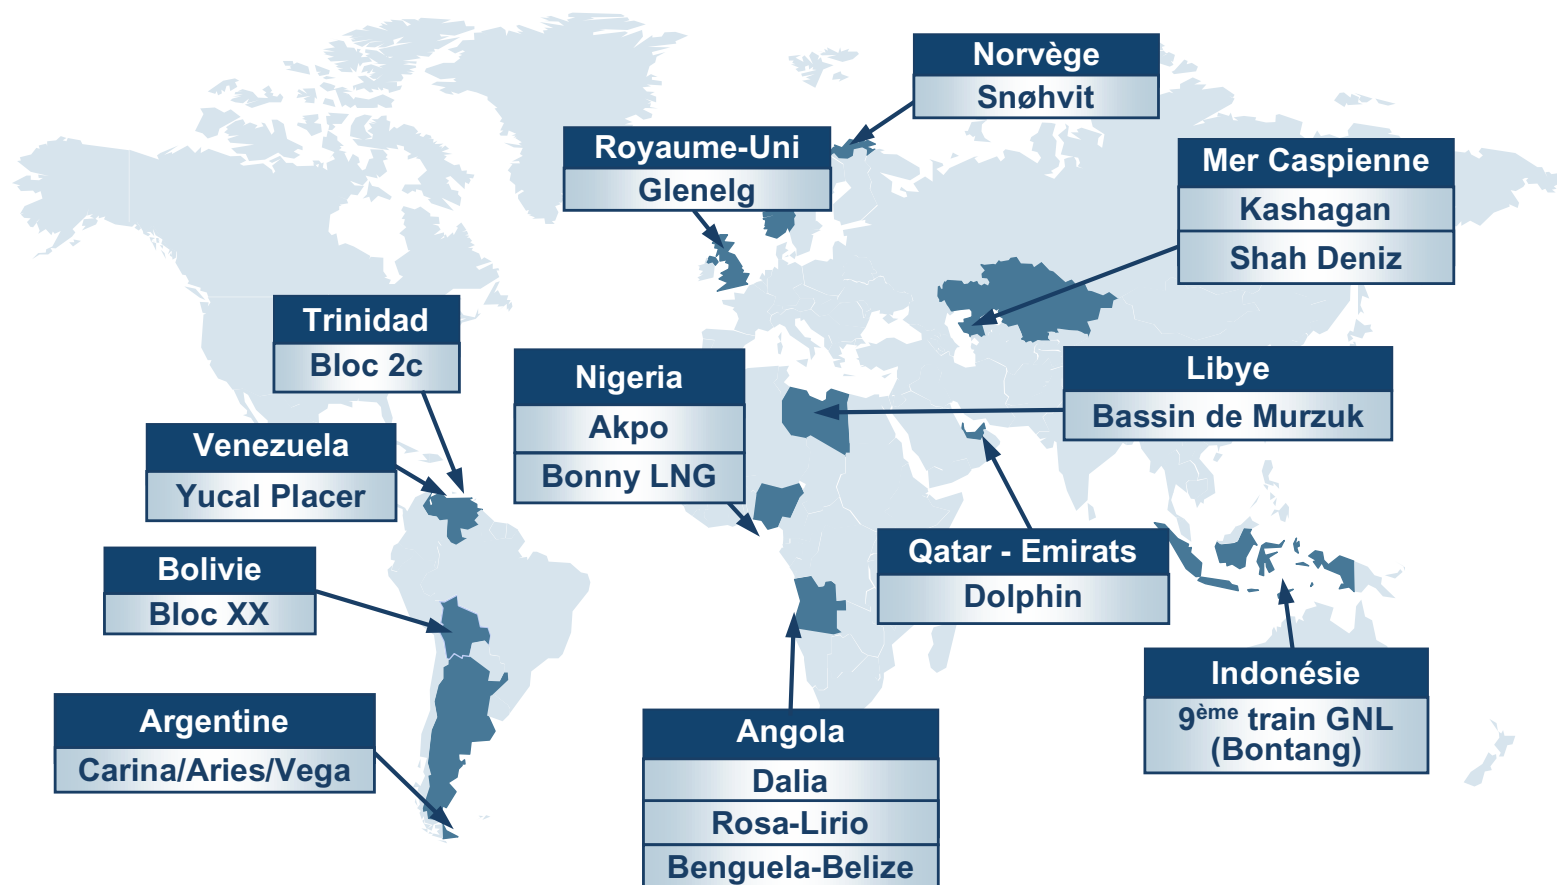 Norvège
Snøhvit
Royaume-Uni
Glenelg
Mer Caspienne
Kashagan
Shah Deniz
Trinidad
Bloc 2c
Nigeria
Akpo
Bonny LNG
Libye
Bassin de Murzuk
Venezuela
Yucal Placer
Qatar - Emirats
Dolphin
Bolivie
Bloc XX
Indonésie
9ème train GNL
(Bontang)
Argentine
Carina/Aries/Vega
Angola
Dalia
Rosa-Lirio
Benguela-Belize